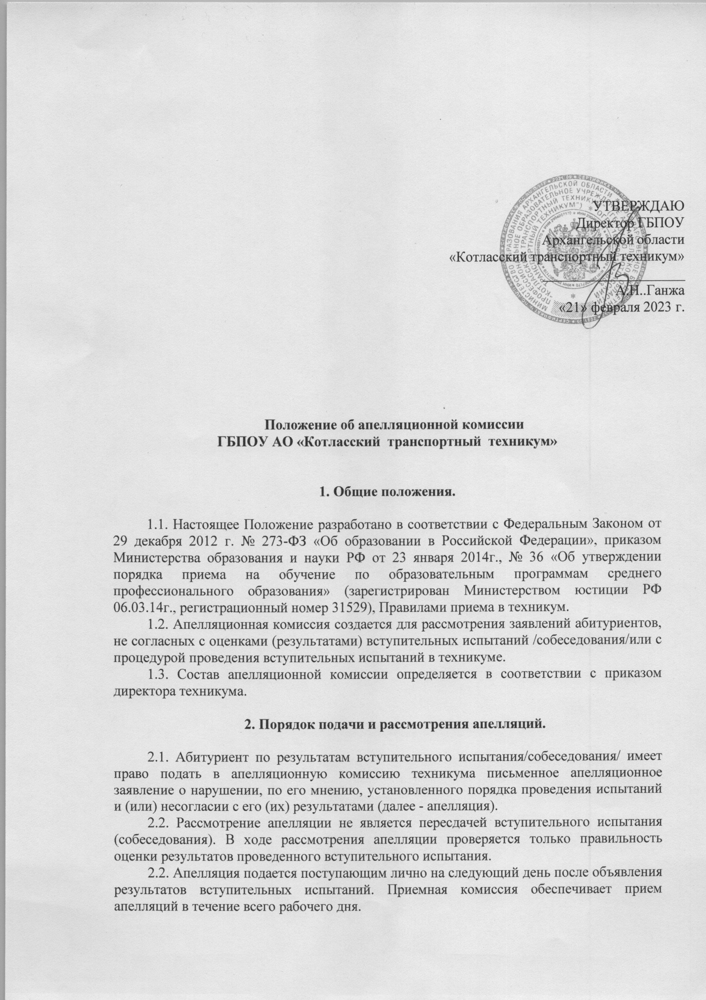 УТВЕРЖДАЮ
Директор ГБПОУ
Архангельской области
«Котласский транспортный техникум»
А.Н..Ганжа
«21» февраля 2023 г.
Положение об апелляционной комиссии
ГБПОУ АО «Котласский транспортный техникум»
1. Общие положения.
1.1. Настоящее Положение разработано в соответствии с Федеральным Законом от
29 декабря 2012 г. № 273-ФЗ «Об образовании в Российской Федерации», приказом
Министерства образования и науки РФ от 23 января 2014г., № 36 «Об утверждении
порядка приема на обучение по образовательным программам среднего
профессионального образования» (зарегистрирован Министерством юстиции РФ
06.03.14г., регистрационный номер 31529), Правилами приема в техникум.
1.2. Апелляционная комиссия создается для рассмотрения заявлений абитуриентов,
не согласных с оценками (результатами) вступительных испытаний /собеседования/или с
процедурой проведения вступительных испытаний в техникуме.
1.3. Состав апелляционной комиссии определяется в соответствии с приказом
директора техникума.
2. Порядок подачи и рассмотрения апелляций.
2.1. Абитуриент по результатам вступительного испытания/собеседования/ имеет
право подать в апелляционную комиссию техникума письменное апелляционное
заявление о нарушении, по его мнению, установленного порядка проведения испытаний
и (или) несогласии с его (их) результатами (далее - апелляция).
2.2. Рассмотрение апелляции не является пересдачей вступительного испытания
(собеседования). В ходе рассмотрения апелляции проверяется только правильность
оценки результатов проведенного вступительного испытания.
2.2. Апелляция подается поступающим лично на следующий день после объявления
результатов вступительных испытаний. Приемная комиссия обеспечивает прием
апелляций в течение всего рабочего дня.